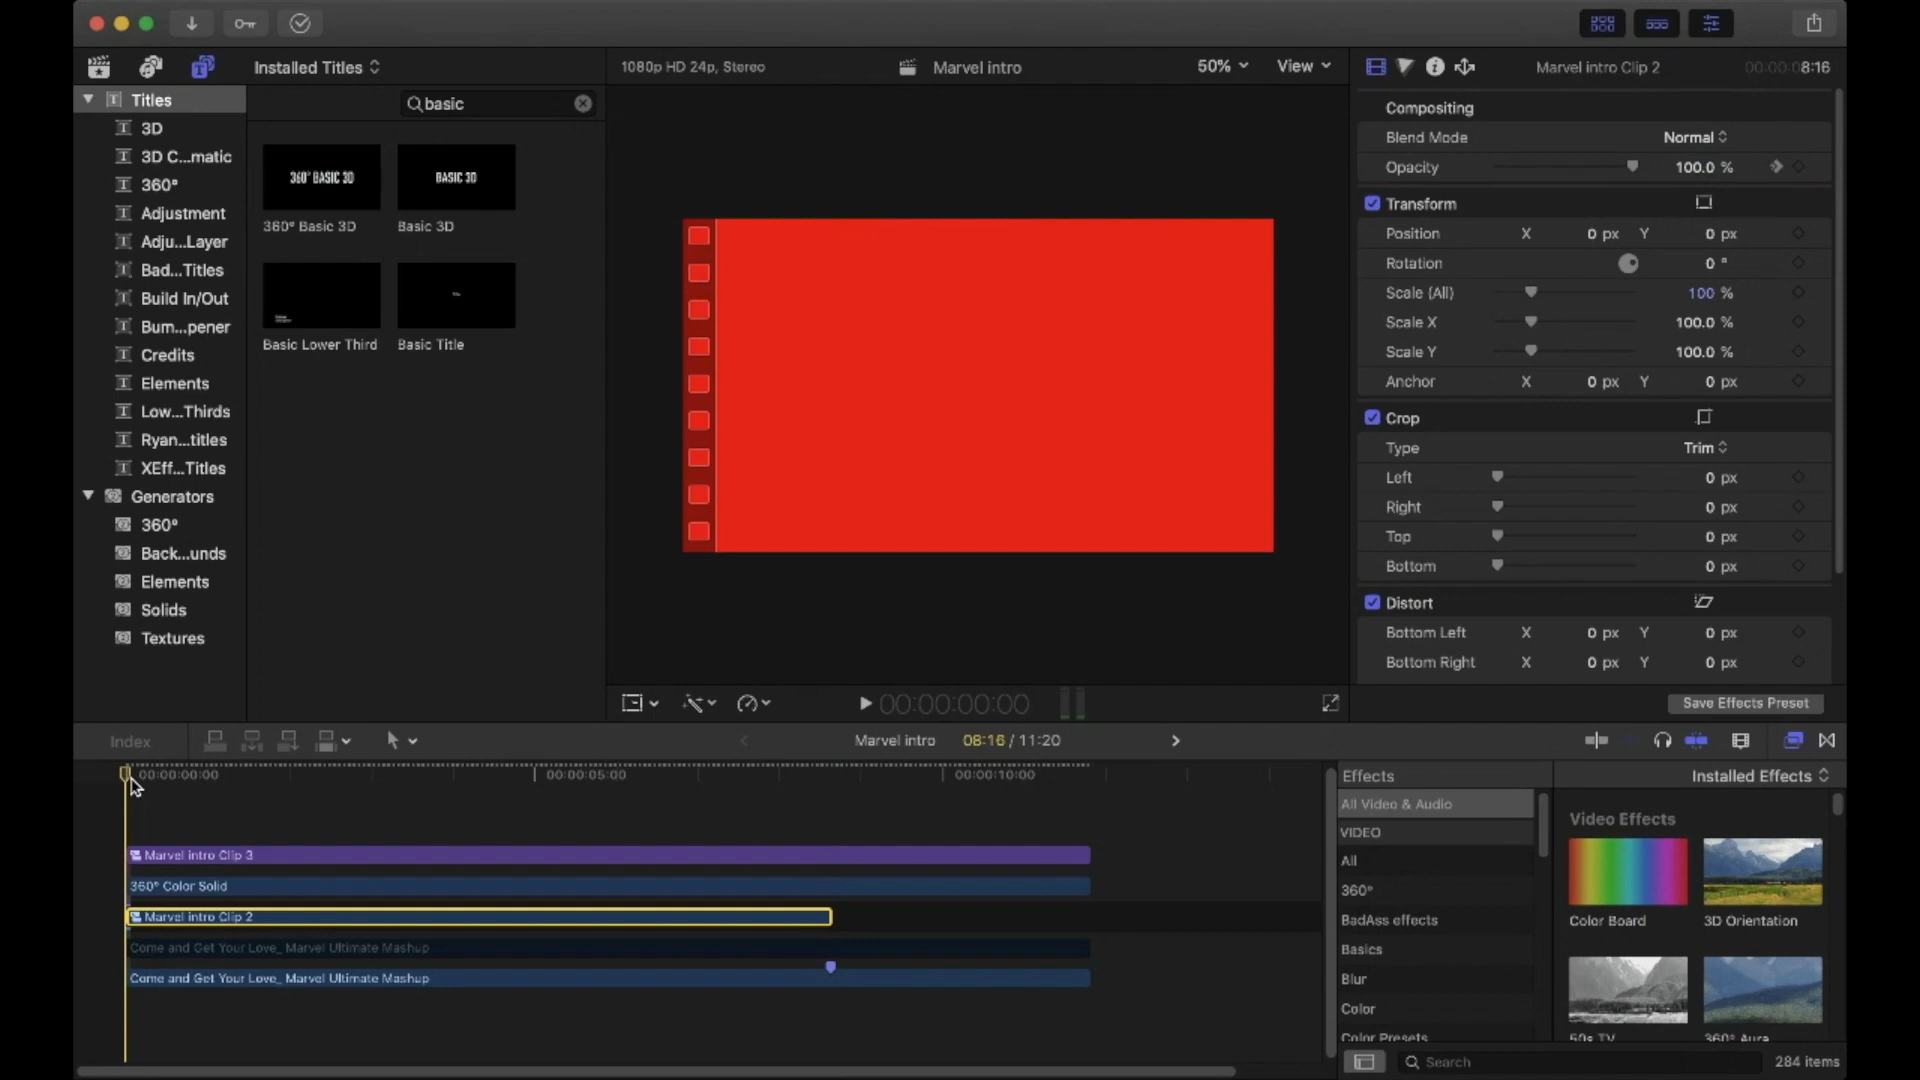 Installed Titles
basic
1080p HD 24p, Stereo
Marvel intro
50%
View
Marvel intro Clip 2
00:00:08:16
Titles
3D
3D C...matic
360°
Adjustment
Adju...Layer
Bad...Titles
Build In/Out
Bum...pener
Credits
Elements
Low...Thirds
Ryan...titles
XEff...Titles
Generators
360°
Back...unds
Elements
Solids
Textures
360° BASIC 3D
BASIC 3D
360° Basic 3D
Basic 3D
Basic Lower Third
Basic Title
Compositing
Blend Mode
Normal
Opacity
100.0 %
Transform
Position X 0 px Y 0 px
Rotation 0 °
Scale (All) 100 %
Scale X 100.0 %
Scale Y 100.0 %
Anchor X 0 px Y 0 px
Crop
Type Trim
Left 0 px
Right 0 px
Top 0 px
Bottom 0 px
Distort
Bottom Left X 0 px Y 0 px
Bottom Right X 0 px Y 0 px
00:00:00:00
Save Effects Preset
Index
Marvel intro
08:16 / 11:20
00:00:00:00
00:00:05:00
00:00:10:00
Marvel intro Clip 3
360° Color Solid
Marvel intro Clip 2
Come and Get Your Love_ Marvel Ultimate Mashup
Come and Get Your Love_ Marvel Ultimate Mashup
Effects
Installed Effects
All Video & Audio
VIDEO
All
360°
BadAss effects
Basics
Blur
Color
Color Presets
Video Effects
Color Board
3D Orientation
50s TV
360° Aura
Search
284 items